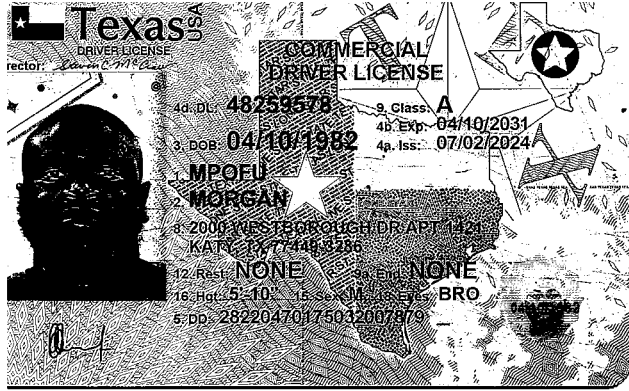 Texas USA
DRIVER LICENSE
COMMERCIAL
DRIVER LICENSE
4d. DL: 48259578
9. Class: A
4b. Exp: 04/10/2031
3. DOB: 04/10/1982
4a. Iss: 07/02/2024
1. MPOFU
2. MORGAN
8. 2000 WESTBOROUGH DR APT 1421
KATY, TX 77449-3286
12. Rest: NONE
9a. End: NONE
16. Hgt: 5'-10" 15. Sex: M 18. Eyes: BRO
5. DD: 28220470175032007879